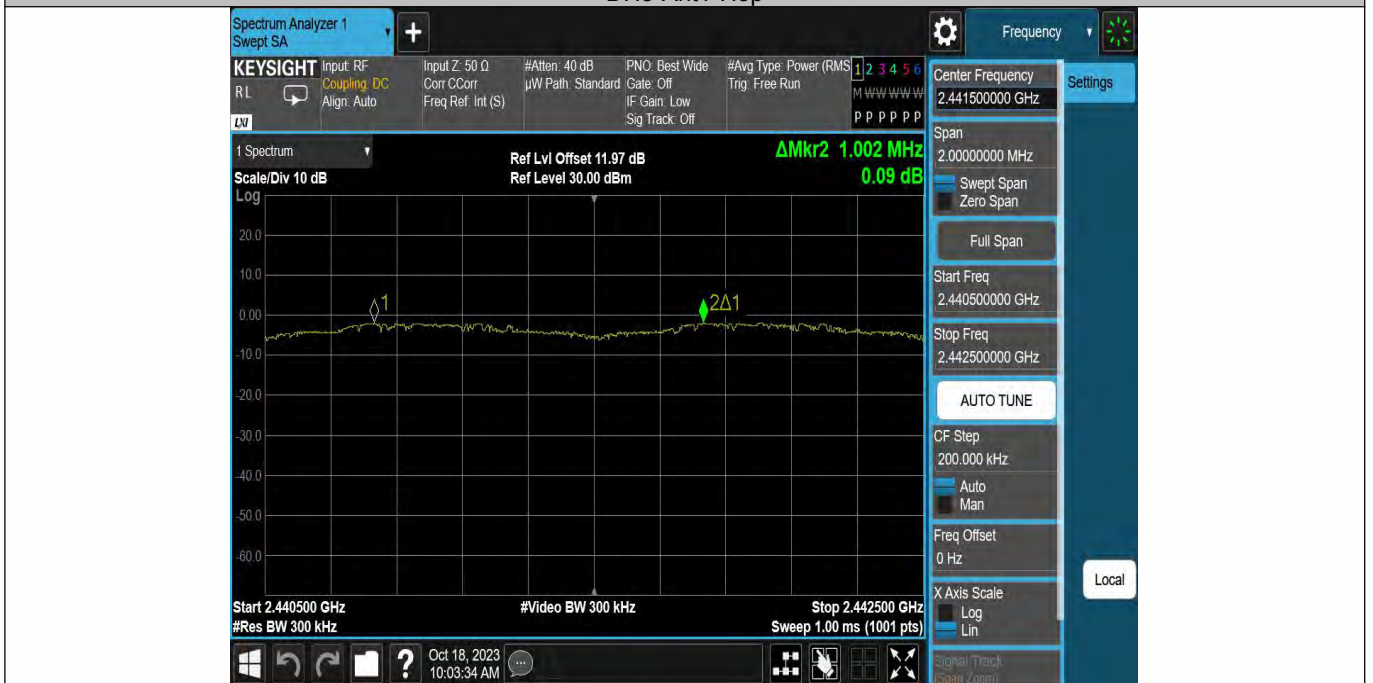 Spectrum Analyzer 1
Swept SA
+
Frequency
KEYSIGHT
RL
LXI
Input: RF
Coupling: DC
Align: Auto
Input Z: 50 Ω
Corr CCorr
Freq Ref: Int (S)
#Atten: 40 dB
µW Path: Standard
PNO: Best Wide
Gate: Off
IF Gain: Low
Sig Track: Off
#Avg Type: Power (RMS
Trig: Free Run
1 2 3 4 5 6
M W W W W W
P P P P P P
1 Spectrum
Scale/Div 10 dB
Log
Ref Lvl Offset 11.97 dB
Ref Level 30.00 dBm
ΔMkr2 1.002 MHz
0.09 dB
20.0
10.0
0.00
-10.0
-20.0
-30.0
-40.0
-50.0
-60.0
1
2Δ1
Start 2.440500 GHz
#Res BW 300 kHz
#Video BW 300 kHz
Stop 2.442500 GHz
Sweep 1.00 ms (1001 pts)
?
Oct 18, 2023
10:03:34 AM
Center Frequency
2.441500000 GHz
Settings
Span
2.00000000 MHz
Swept Span
Zero Span
Full Span
Start Freq
2.440500000 GHz
Stop Freq
2.442500000 GHz
AUTO TUNE
CF Step
200.000 kHz
Auto
Man
Freq Offset
0 Hz
X Axis Scale
Log
Lin
Local
Signal Track
(Span Zoom)